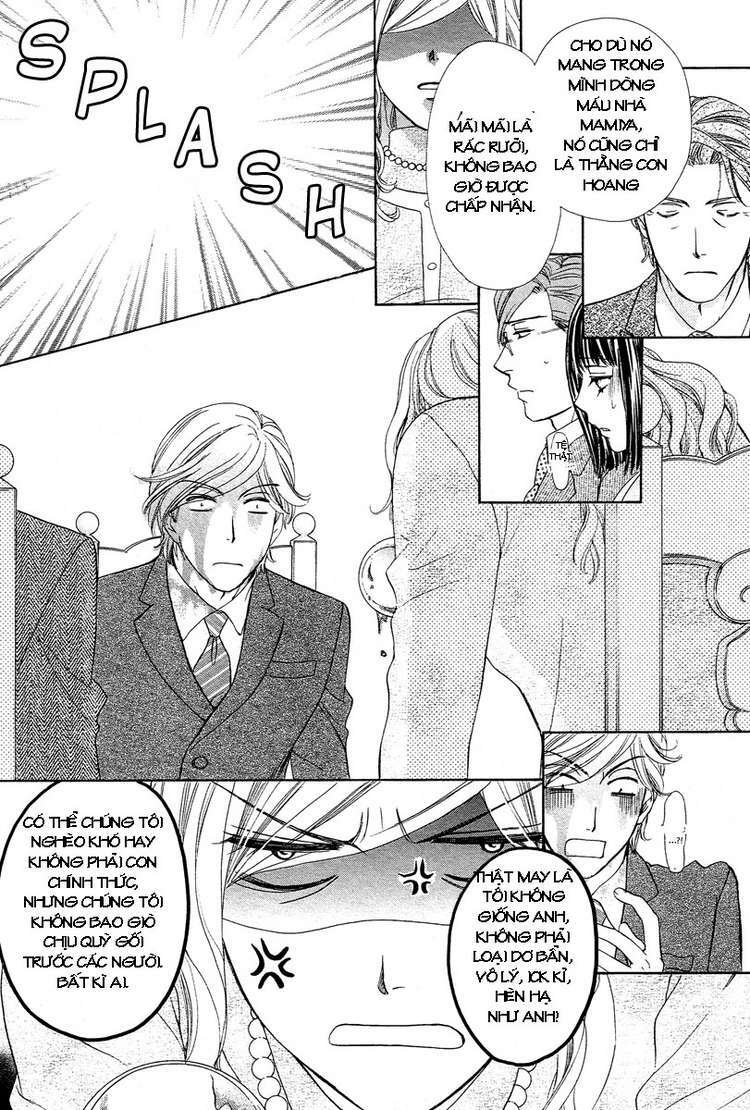 CHO DÙ NÓ
MANG TRONG
MÌNH DÒNG
MÁU NHÀ
MAMIYA,
NÓ CŨNG CHỈ
LÀ THẰNG CON
HOANG
MÃI MÃI LÀ
RÁC RƯỞI,
KHÔNG BAO
GIỜ ĐƯỢC
CHẤP NHẬN.
SPLASH
TỆ
THẬT
...?!
THẬT MAY LÀ
TÔI KHÔNG
GIỐNG ANH,
KHÔNG PHẢI
LOẠI DƠ BẨN,
VÔ LÝ, ICK KỈ,
HÈN HẠ
NHƯ ANH!
CÓ THỂ CHÚNG TÔI
NGHÈO KHÓ HAY
KHÔNG PHẢI CON
CHÍNH THỨC,
NHƯNG CHÚNG TÔI
KHÔNG BAO GIỜ
CHỊU QUỲ GỐI
TRƯỚC CÁC NGƯỜI.
BẤT KÌ AI.